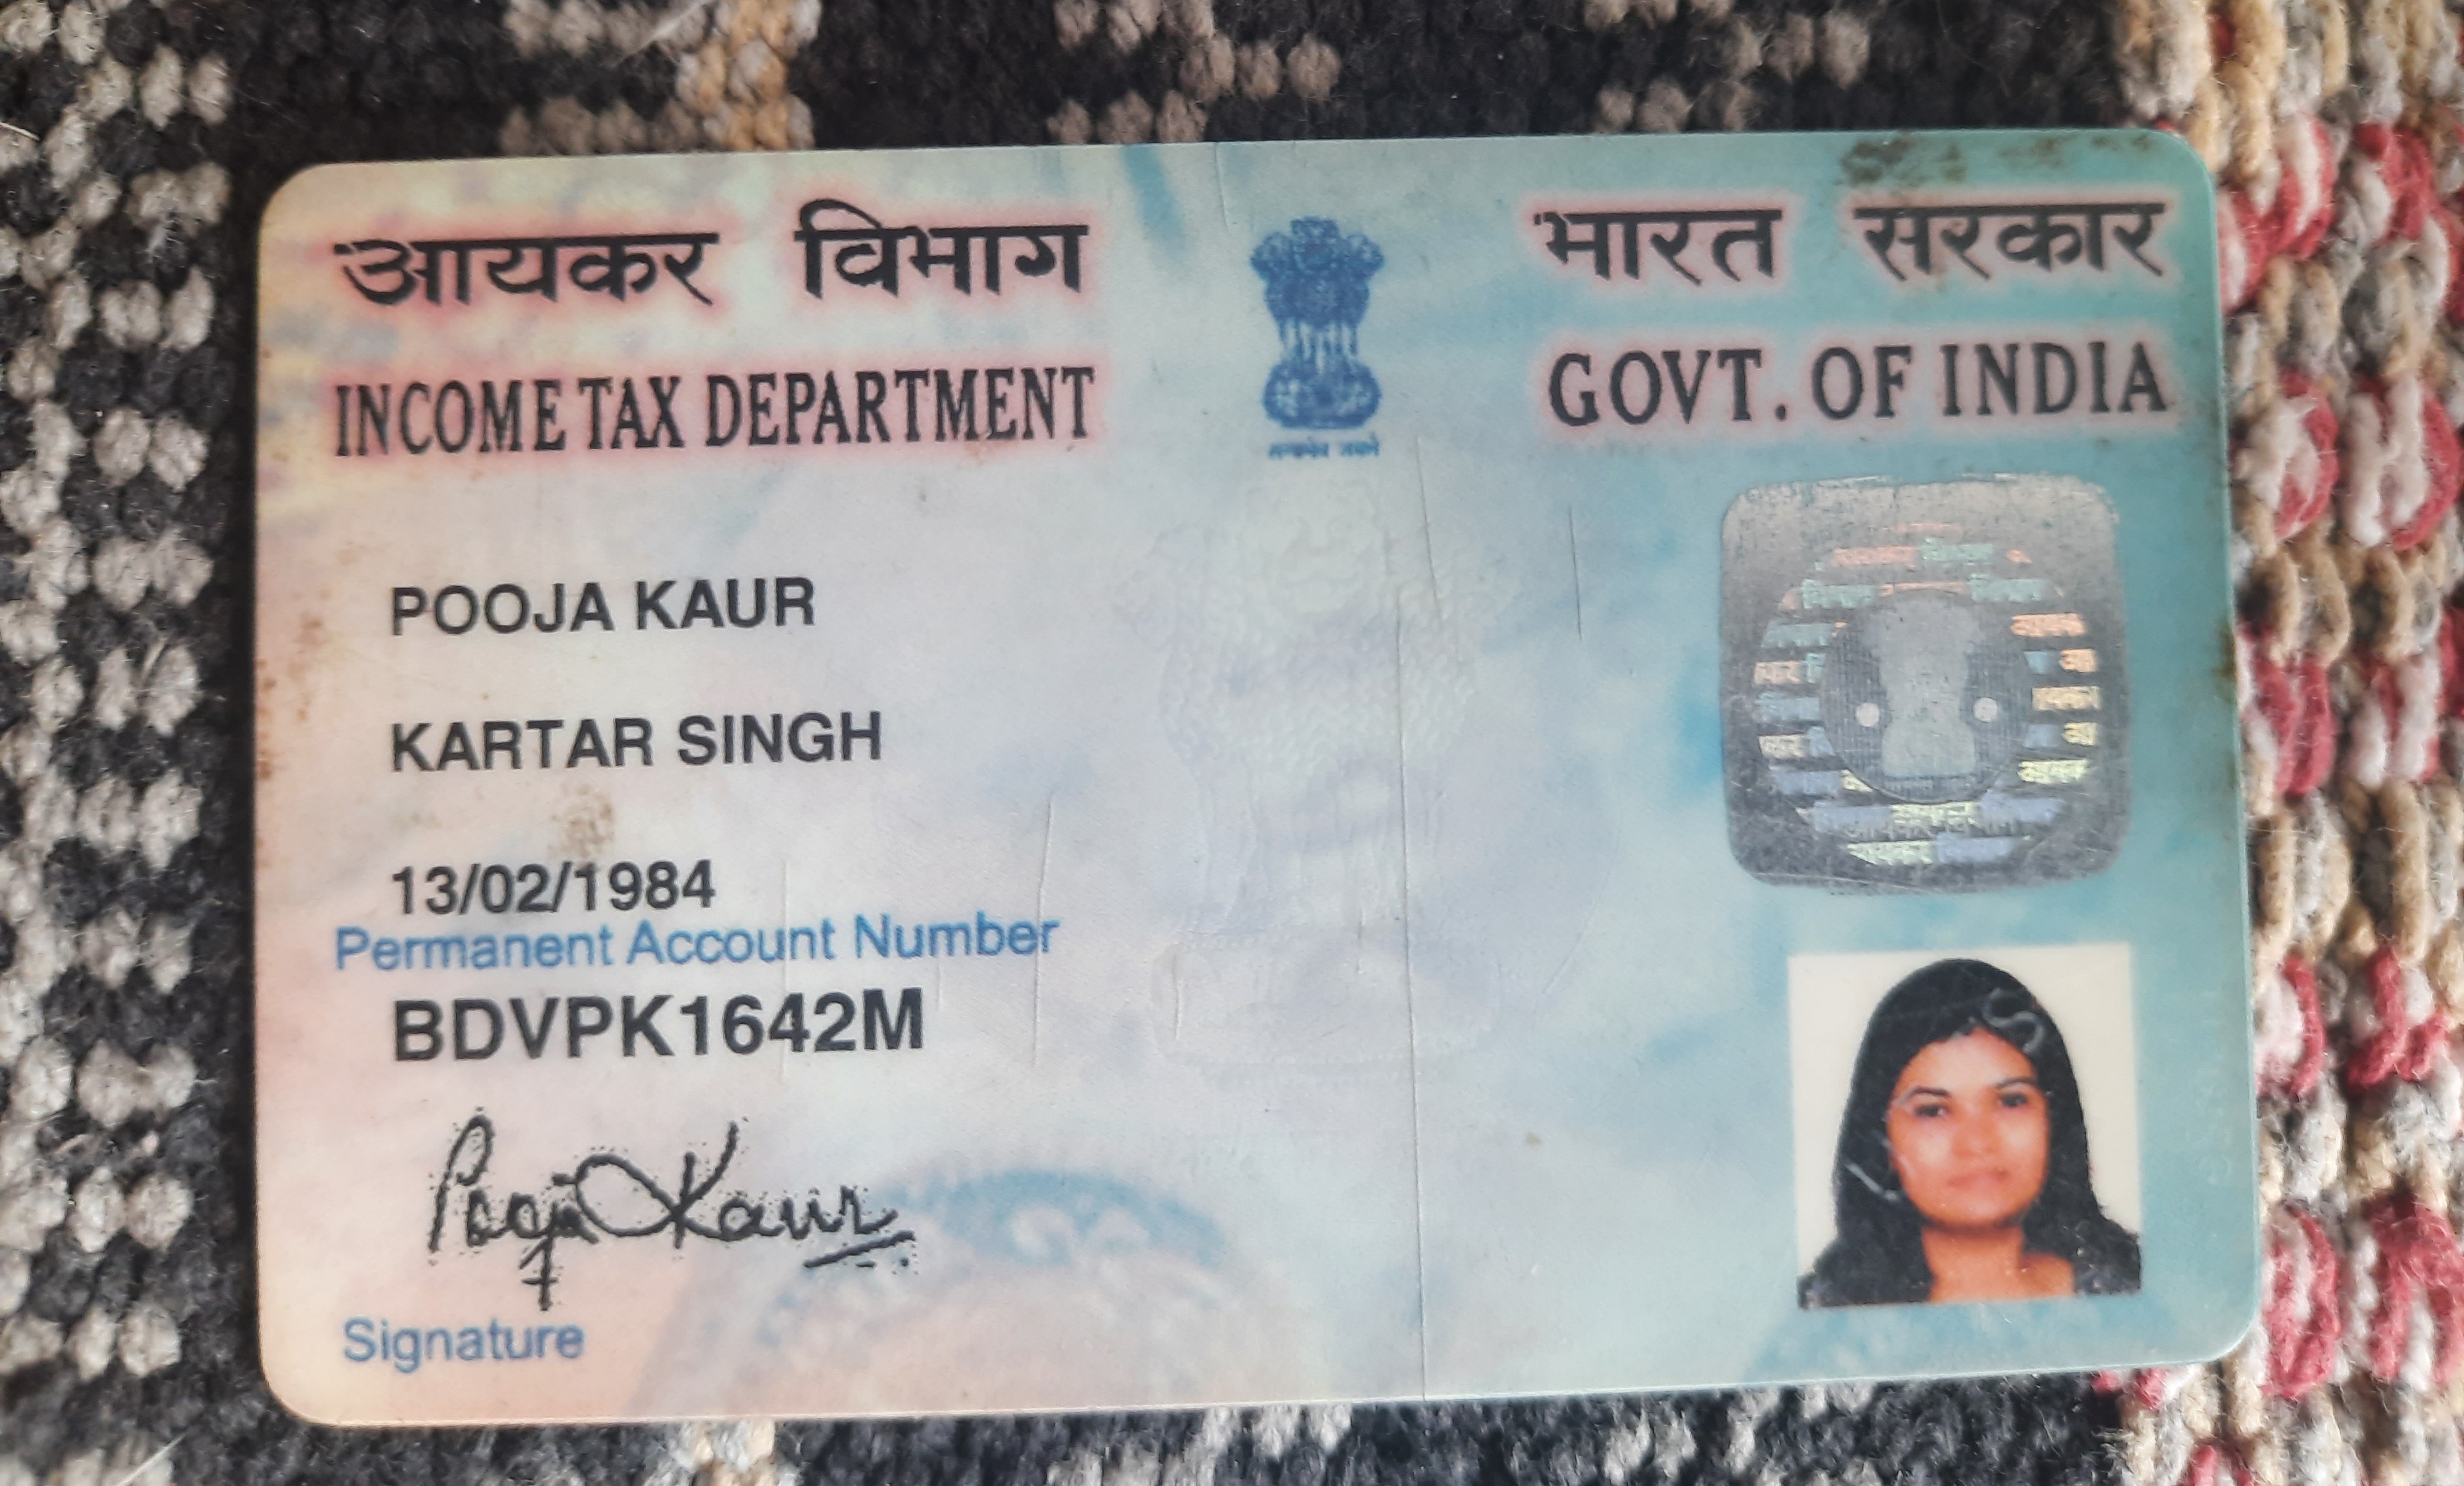 आयकर विभाग
भारत सरकार
INCOME TAX DEPARTMENT
GOVT. OF INDIA
सत्यमेव जयते
POOJA KAUR
KARTAR SINGH
13/02/1984
Permanent Account Number
BDVPK1642M
Pooja Kaur
Signature